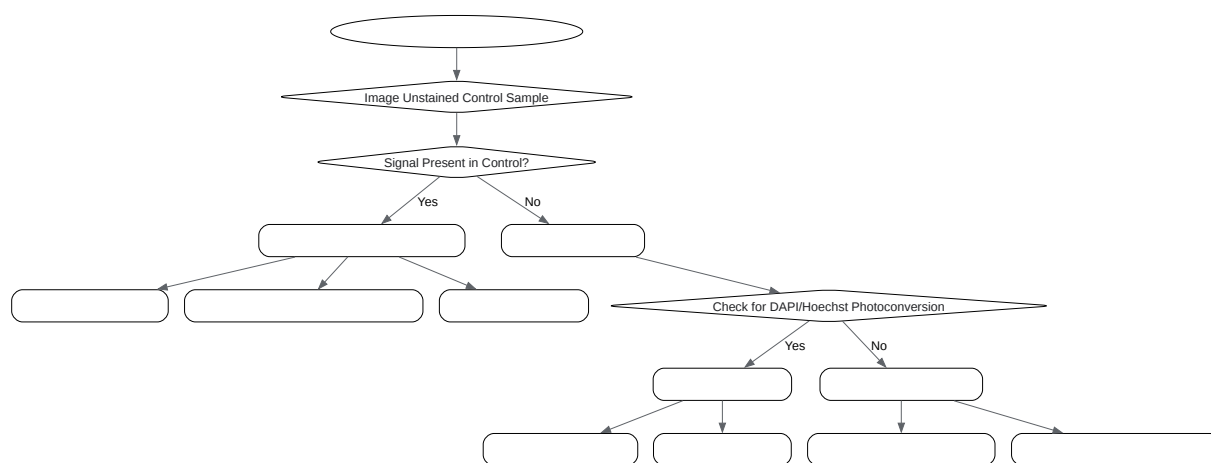 Image Unstained Control Sample
Signal Present in Control?
Yes
No
Check for DAPI/Hoechst Photoconversion
Yes
No